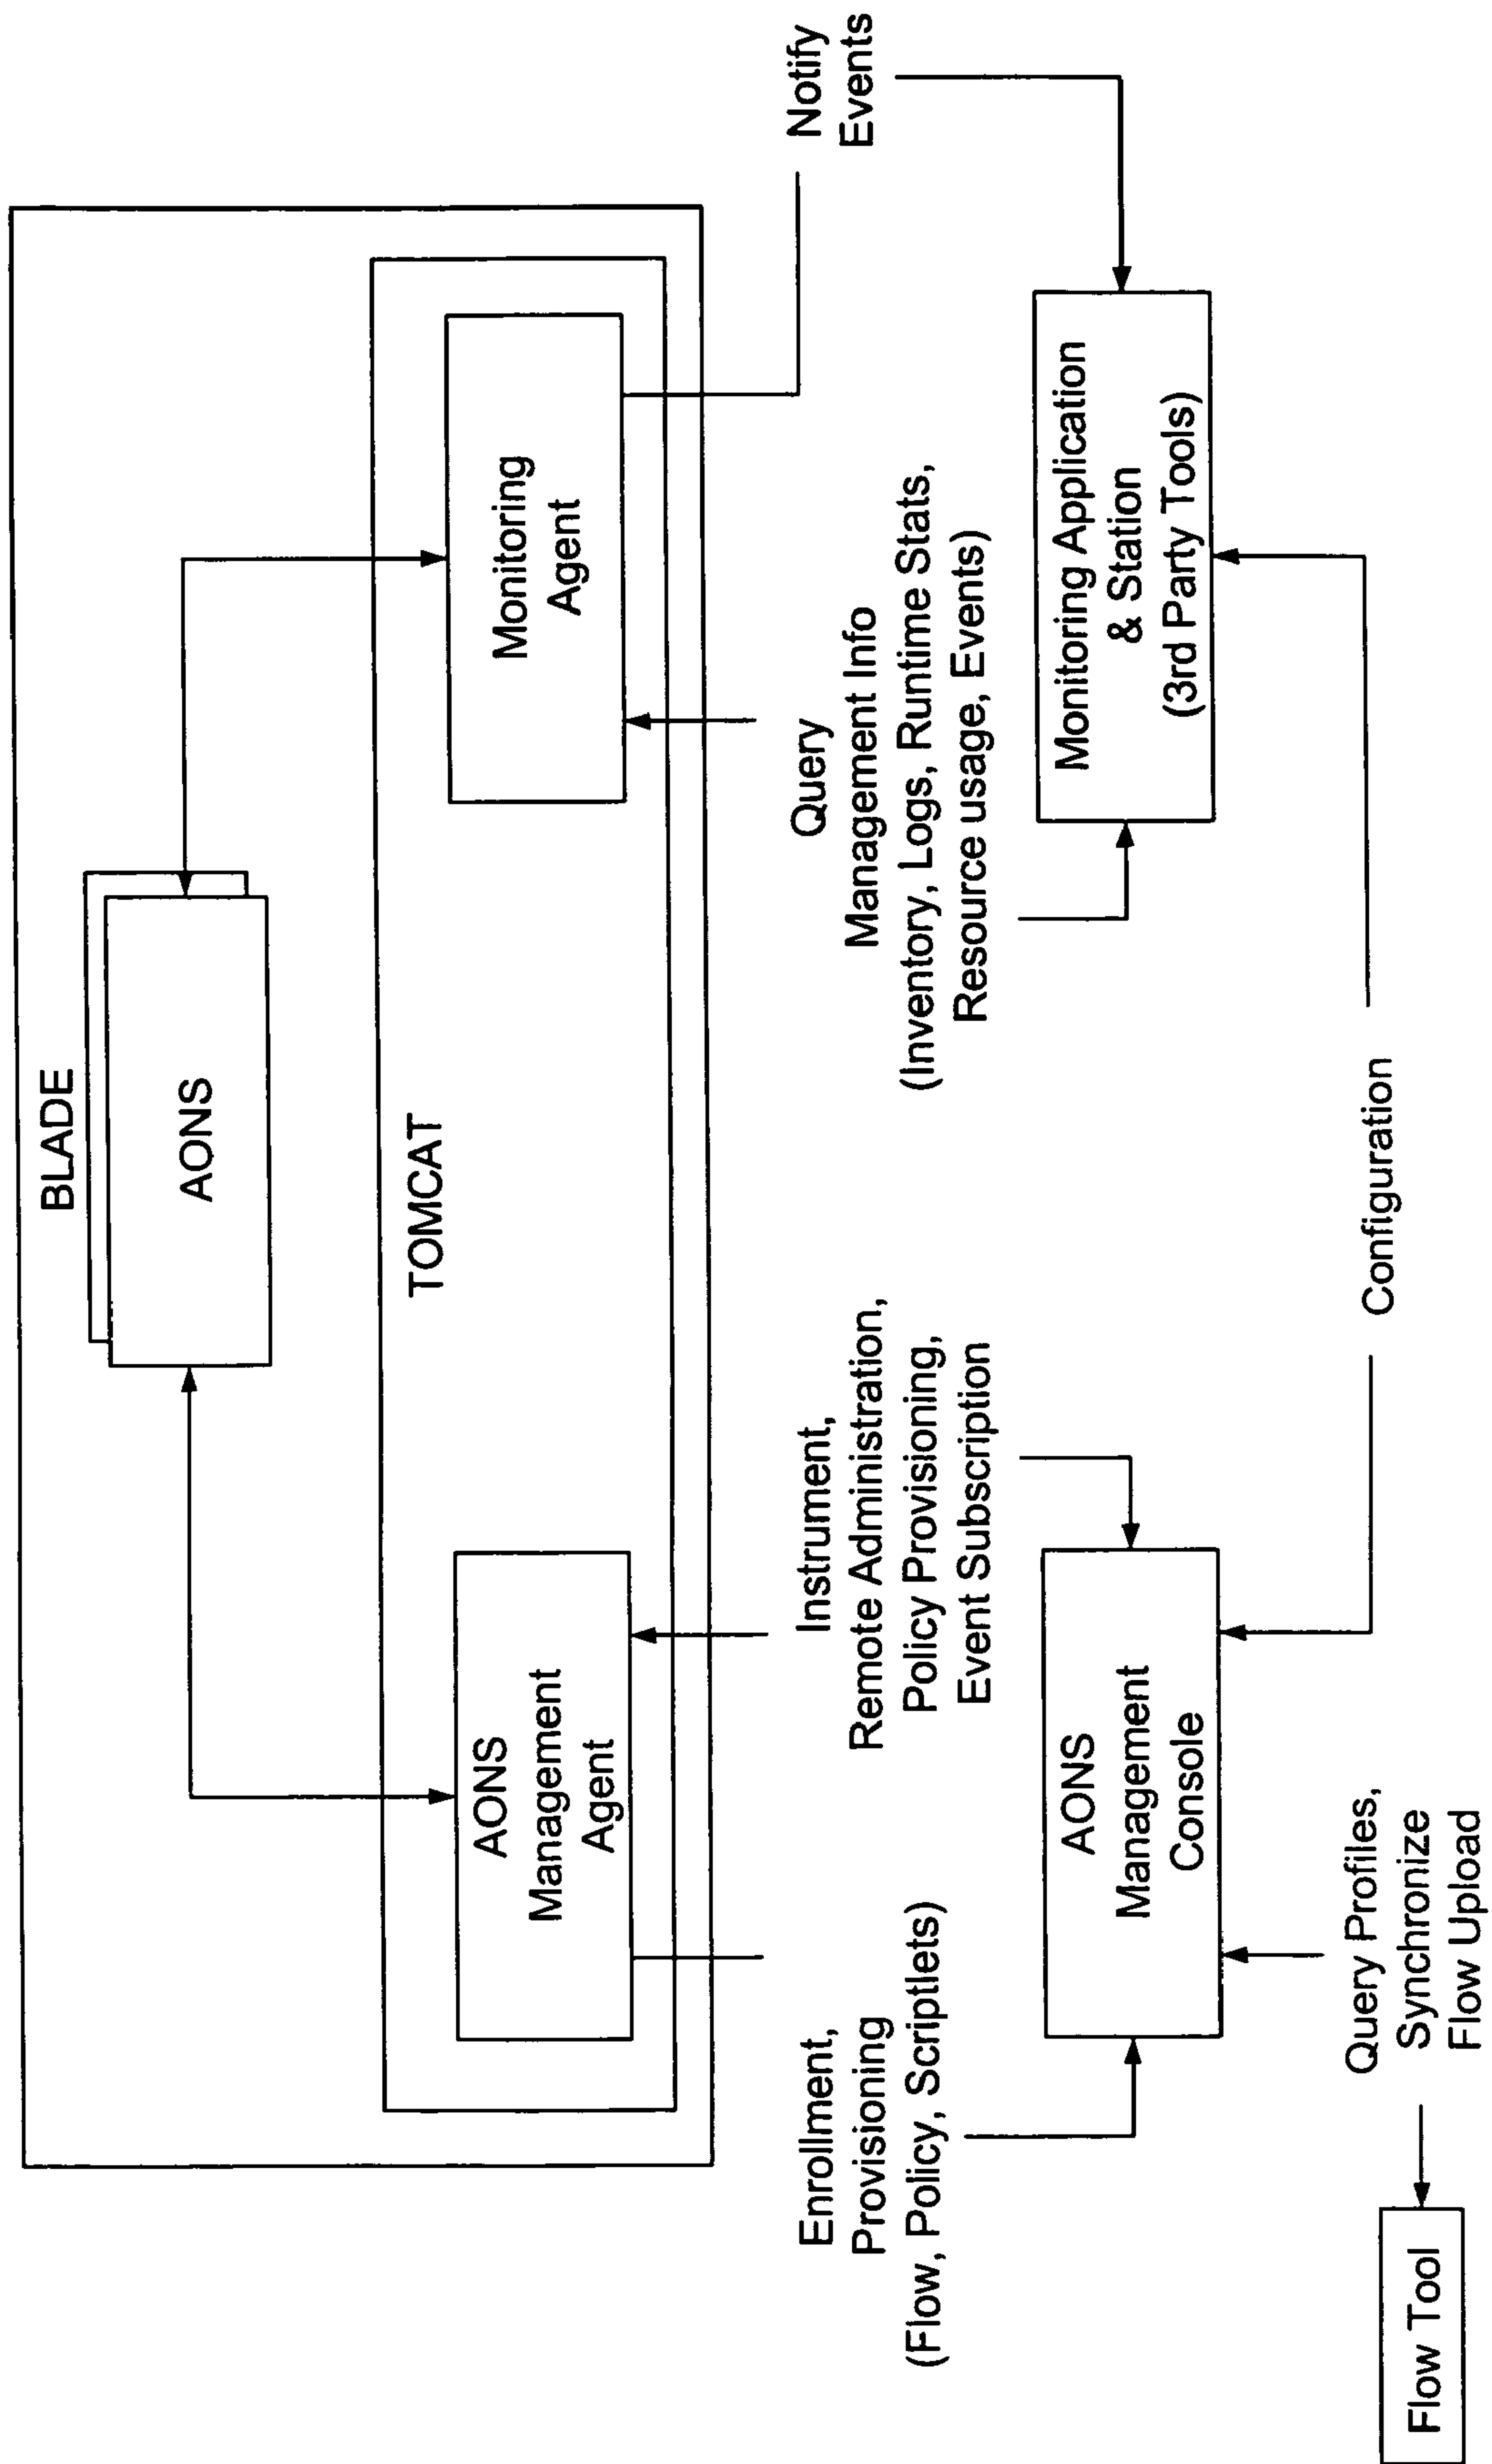 BLADE
AONS
TOMCAT
AONS
Management
Agent
Monitoring
Agent
Enrollment,
Provisioning
(Flow, Policy, Scriptlets)
Instrument,
Remote Administration,
Policy Provisioning,
Event Subscription
Query
Management Info
(Inventory, Logs, Runtime Stats,
Resource usage, Events)
Notify
Events
AONS
Management
Console
Monitoring Application
& Station
(3rd Party Tools)
Query Profiles,
Synchronize
Flow Upload
Configuration
Flow Tool